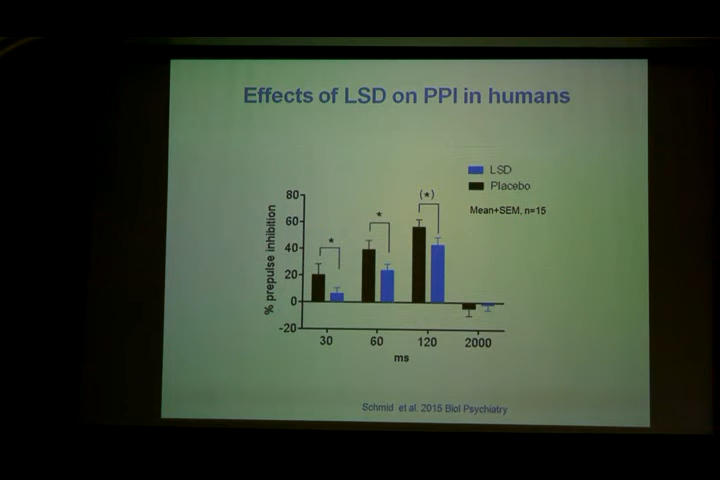 Effects of LSD on PPI in humans
LSD
Placebo
Mean+SEM, n=15
% prepulse inhibition
80
60
40
20
0
-20
*
*
(*)
30 60 120 2000
ms
Schmid et al. 2015 Biol Psychiatry